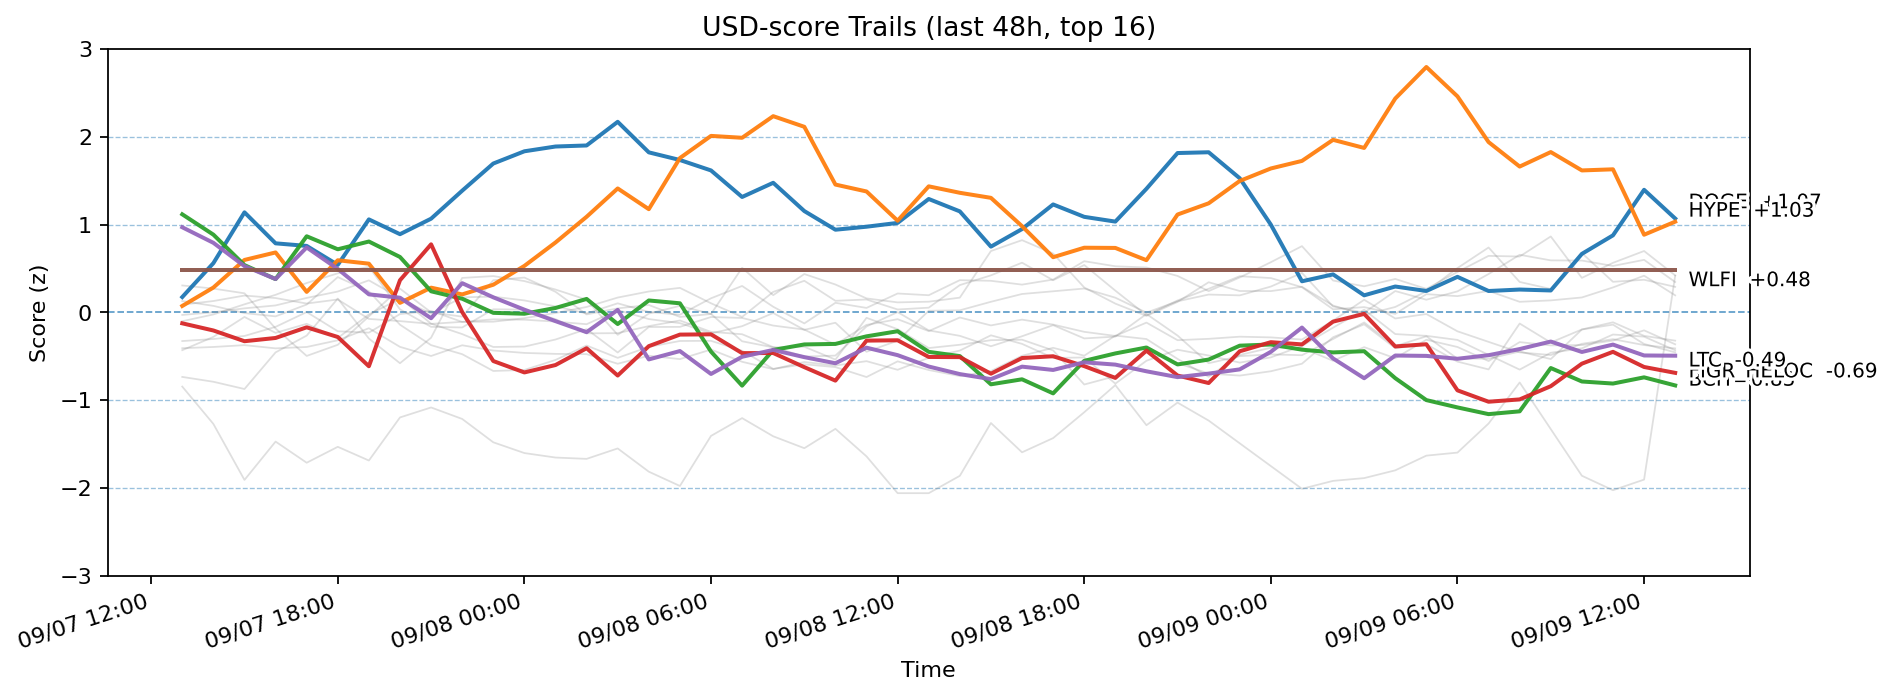 USD-score Trails (last 48h, top 16)
3
2
1
0
−1
−2
−3
Score (z)
HYPE +1.03
WLFI +0.48
LTC -0.49
-0.69
09/07 12:00
09/07 18:00
09/08 00:00
09/08 06:00
09/08 12:00
09/08 18:00
09/09 00:00
09/09 06:00
09/09 12:00
Time